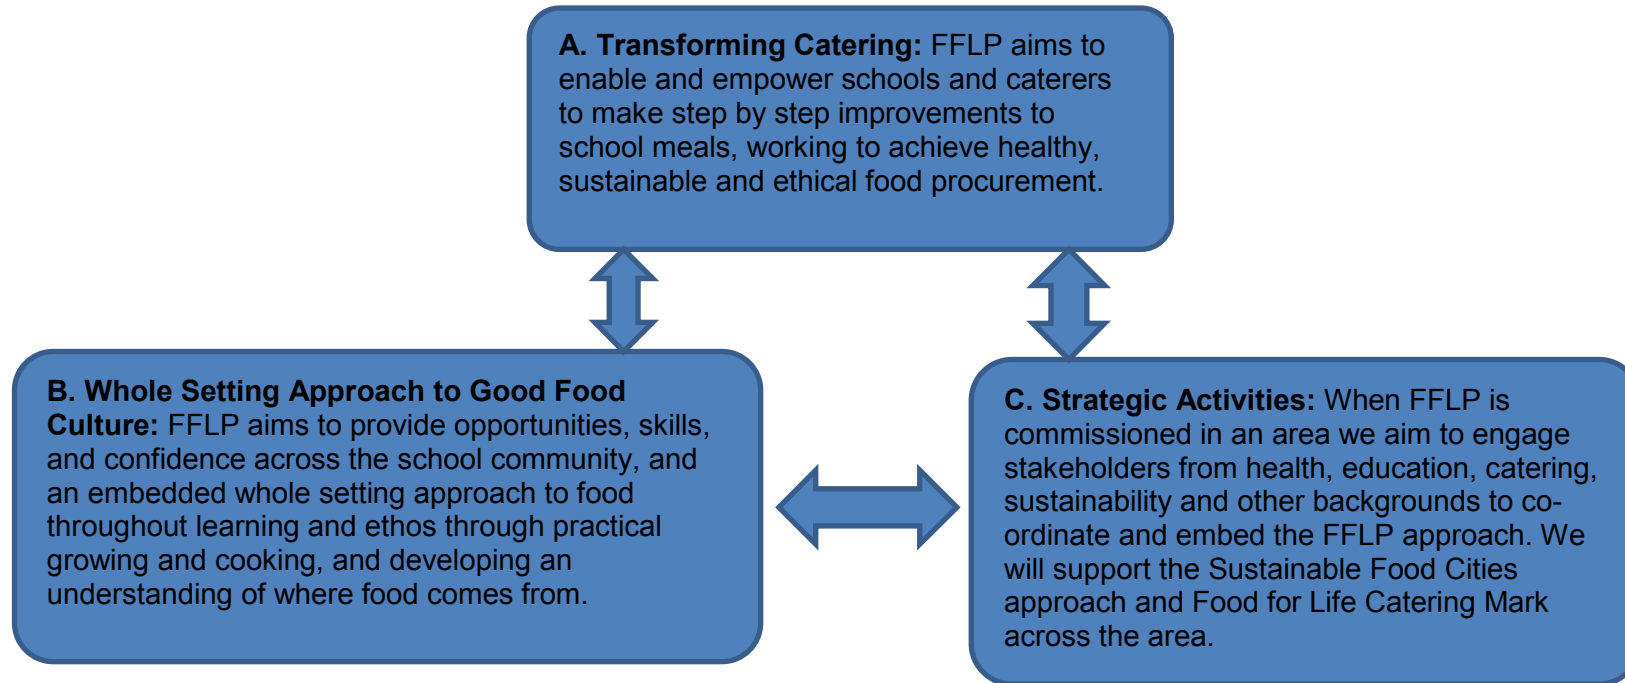 A. Transforming Catering: FFLP aims to
enable and empower schools and caterers
to make step by step improvements to
school meals, working to achieve healthy,
sustainable and ethical food procurement.
B. Whole Setting Approach to Good Food
Culture: FFLP aims to provide opportunities, skills,
and confidence across the school community, and
an embedded whole setting approach to food
throughout learning and ethos through practical
growing and cooking, and developing an
understanding of where food comes from.
C. Strategic Activities: When FFLP is
commissioned in an area we aim to engage
stakeholders from health, education, catering,
sustainability and other backgrounds to co-
ordinate and embed the FFLP approach. We
will support the Sustainable Food Cities
approach and Food for Life Catering Mark
across the area.